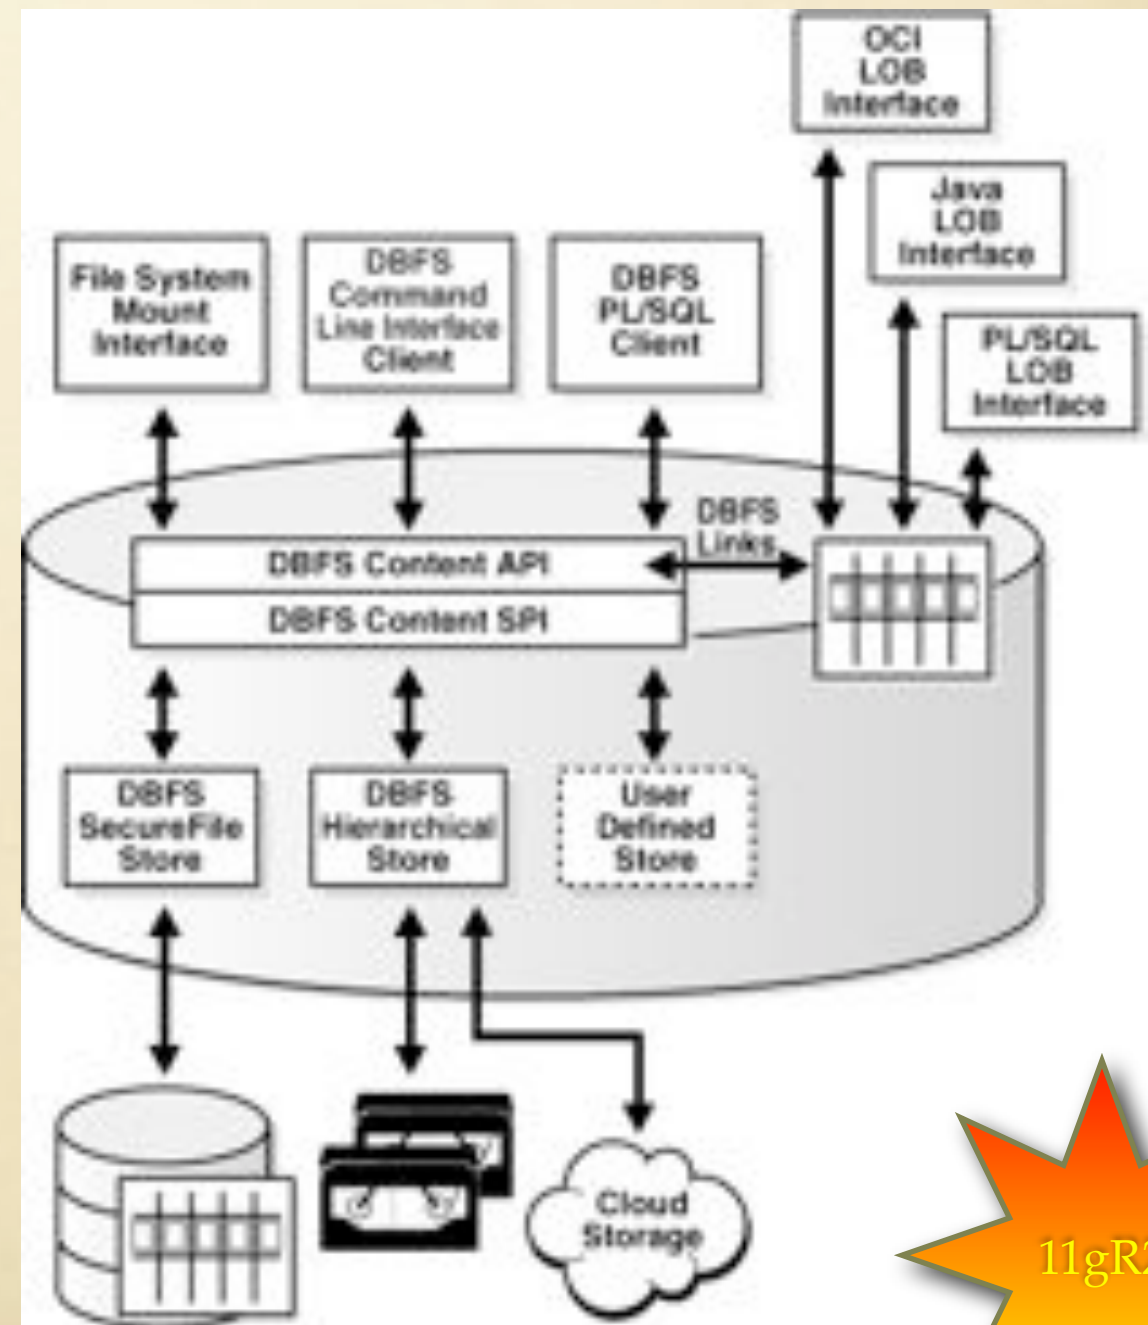 OCI
LOB
Interface
Java
LOB
Interface
File System
Mount
Interface
DBFS
Command
Line Interface
Client
DBFS
PL/SQL
Client
PL/SQL
LOB
Interface
DBFS
Links
DBFS Content API
DBFS Content SPI
DBFS
SecureFile
Store
DBFS
Hierarchical
Store
User
Defined
Store
Cloud
Storage
11gR2